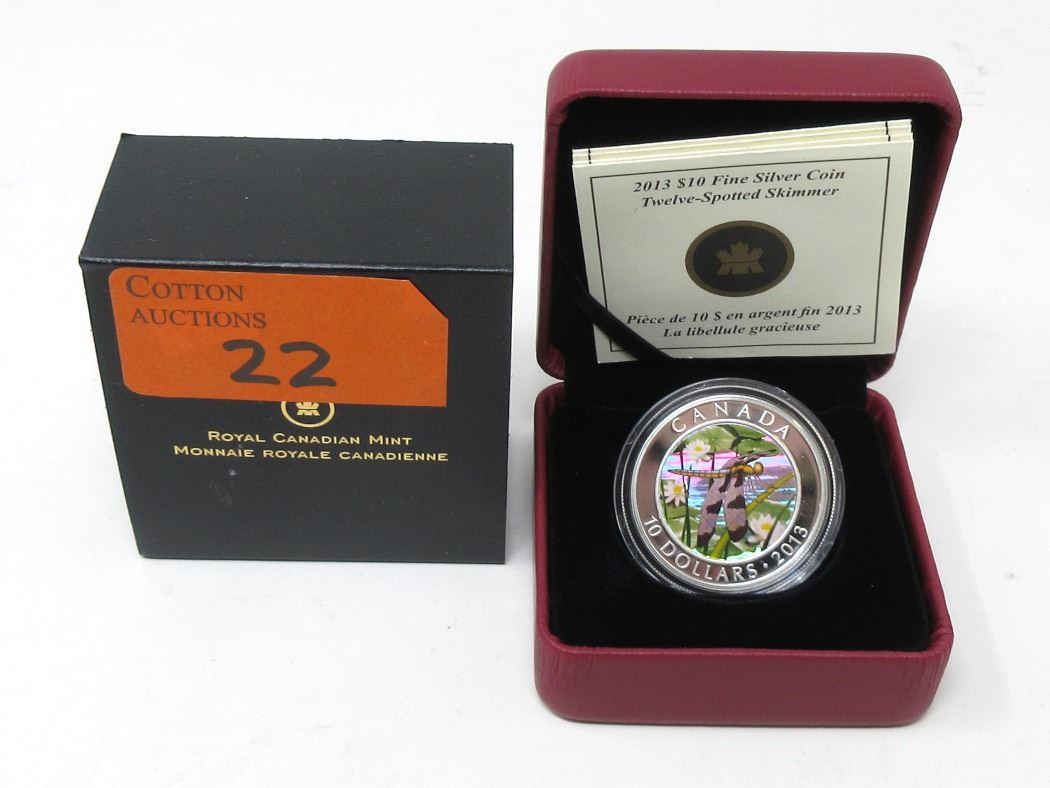 COTTON
AUCTIONS
22
ROYAL CANADIAN MINT
MONNAIE ROYALE CANADIENNE
2013 $10 Fine Silver Coin
Twelve-Spotted Skimmer
Pièce de 10 $ en argent fin 2013
La libellule gracieuse
CANADA
10 DOLLARS • 2013